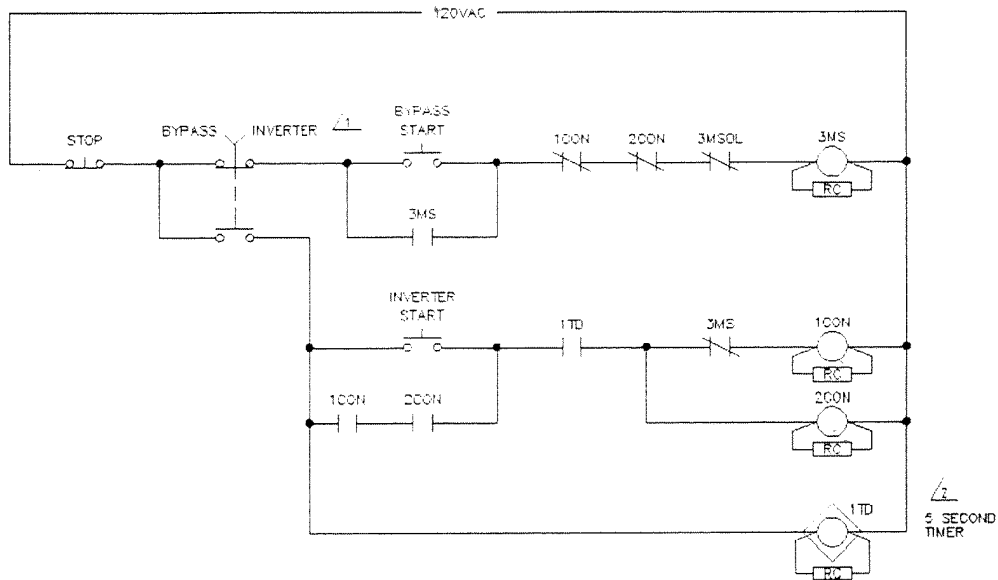 120VAC
STOP
BYPASS
INVERTER
1
BYPASS
START
1CON
2CON
3MSOL
3MS
RC
3MS
INVERTER
START
1TD
3MS
1CON
RC
1CON
2CON
2CON
RC
2
5 SECOND
TIMER
1TD
RC